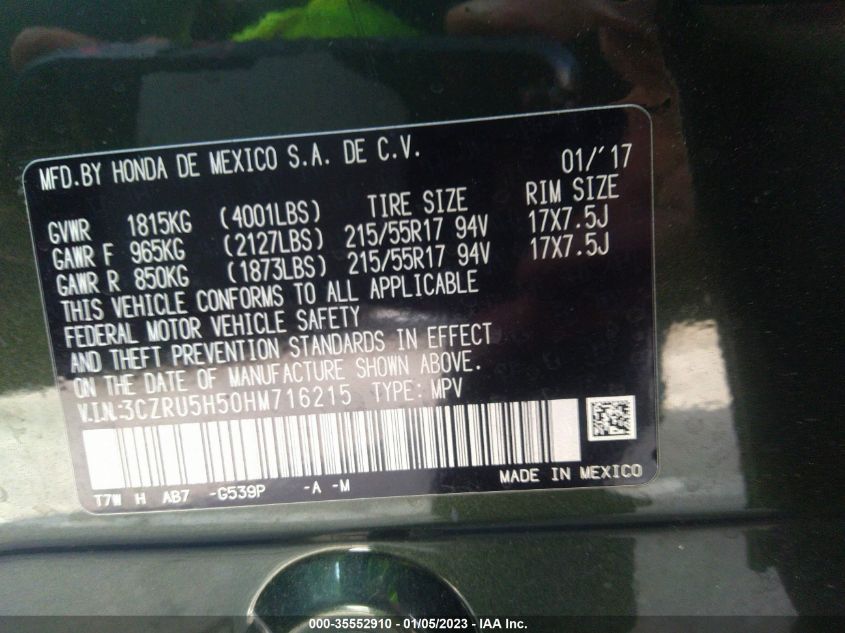 MFD.BY HONDA DE MEXICO S.A. DE C.V. 01/'17
TIRE SIZE RIM SIZE
GVWR 1815KG (4001LBS)
GAWR F 965KG (2127LBS) 215/55R17 94V 17X7.5J
GAWR R 850KG (1873LBS) 215/55R17 94V 17X7.5J
THIS VEHICLE CONFORMS TO ALL APPLICABLE
FEDERAL MOTOR VEHICLE SAFETY
AND THEFT PREVENTION STANDARDS IN EFFECT
ON THE DATE OF MANUFACTURE SHOWN ABOVE.
V.I.N.:3CZRU5H50HM716215 TYPE: MPV
MADE IN MEXICO
T7W H AB7 -G539P -A -M
000-35552910 - 01/05/2023 - IAA Inc.